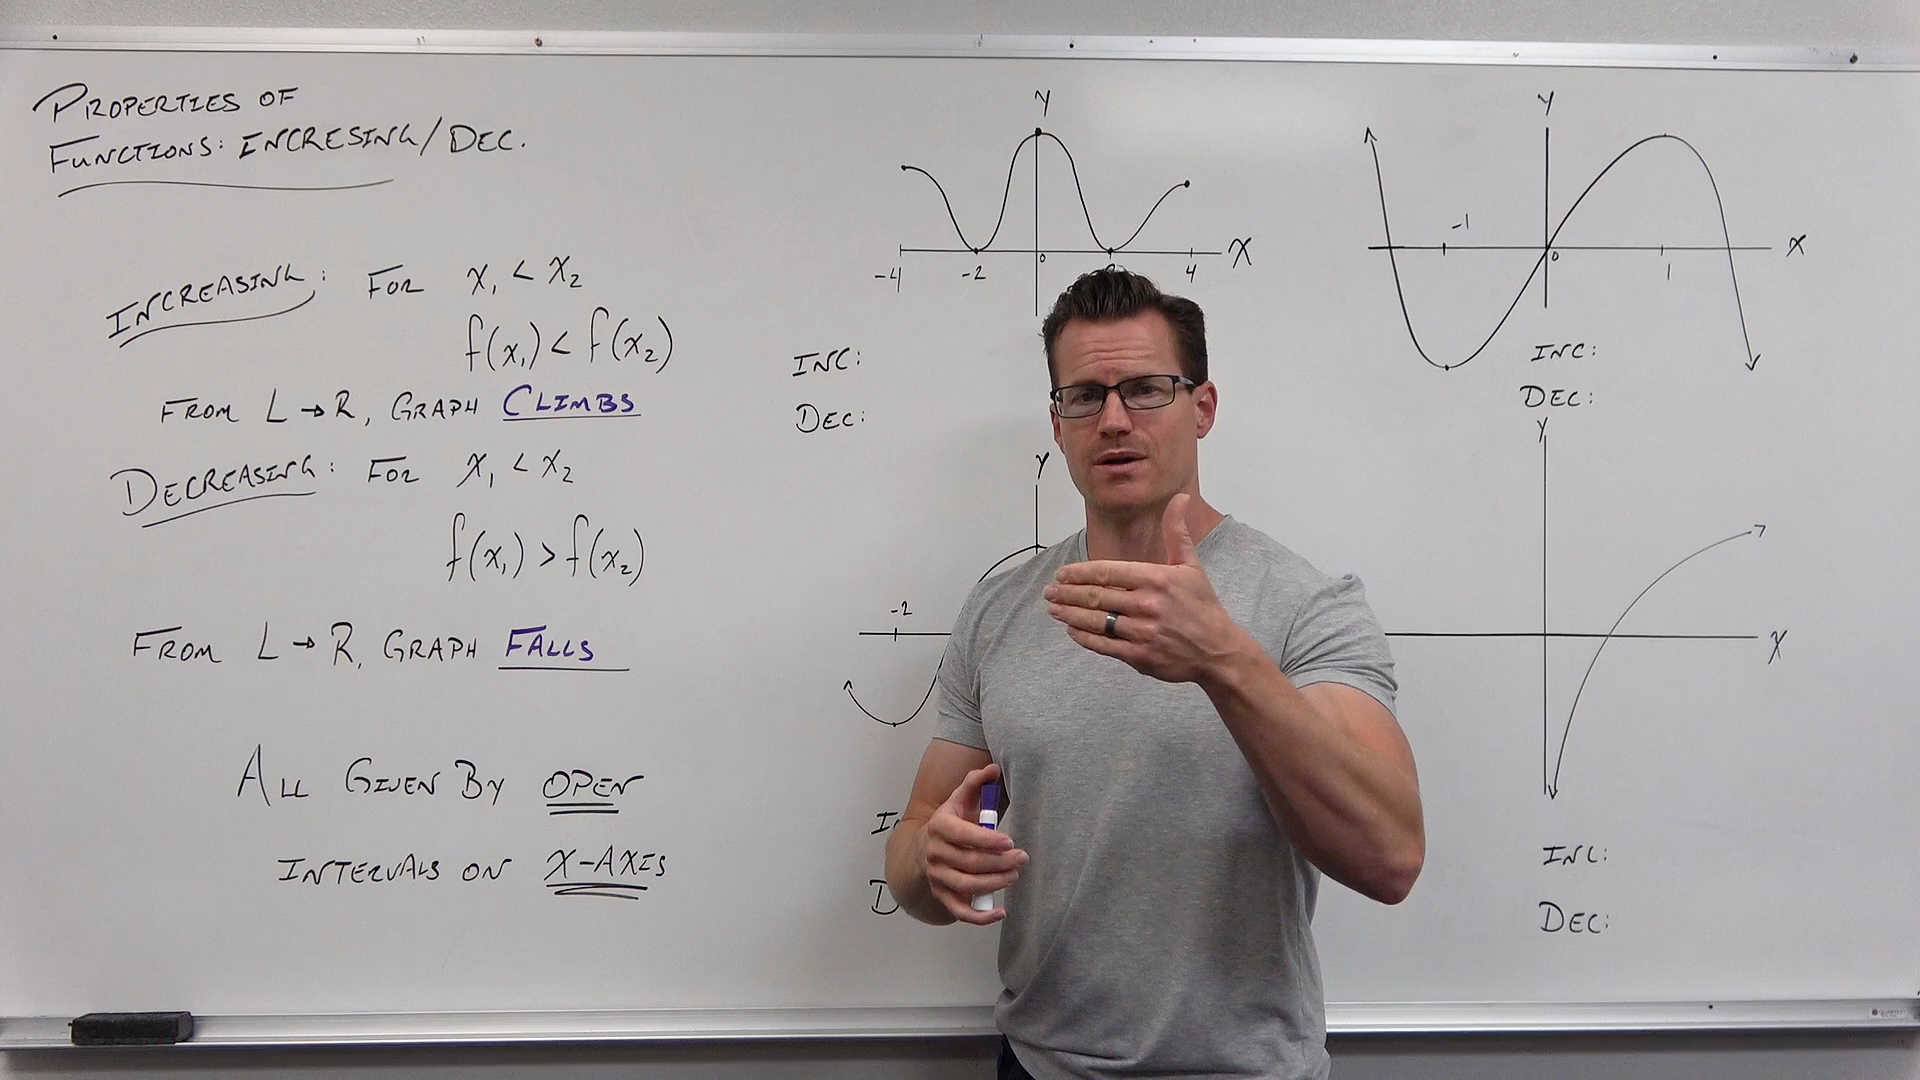 PROPERTIES OF
FUNCTIONS: INCRESING/DEC.
INCREASING: FOR X₁ < X₂
f(x₁) < f(x₂)
FROM L → R, GRAPH CLIMBS
DECREASING: FOR X₁ < X₂
f(x₁) > f(x₂)
FROM L → R, GRAPH FALLS
ALL GIVEN BY OPEN
INTERVALS ON X-AXIS
Y
X
-4 -2 0 4
INC:
DEC:
Y
X
-1 0 1
INC:
DEC:
Y
-2
Y
X
INC:
DEC: